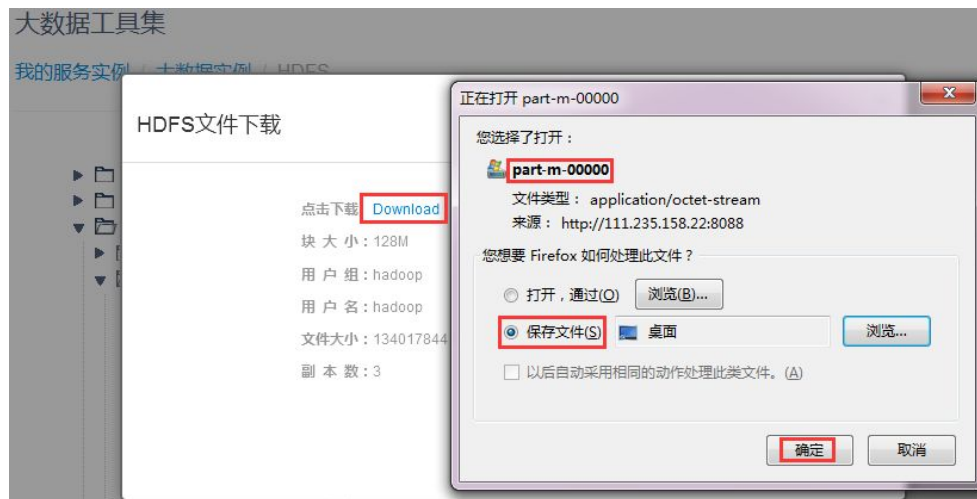 大数据工具集
我的服务实例 / 大数据实例 / HDFS
HDFS文件下载
点击下载 Download
块 大 小：128M
用 户 组：hadoop
用 户 名：hadoop
文件大小：134017844
副 本 数：3
正在打开 part-m-00000
您选择了打开：
part-m-00000
文件类型： application/octet-stream
来源： http://111.235.158.22:8088
您想要 Firefox 如何处理此文件？
打开，通过(O) 浏览(B)...
保存文件(S) 桌面 浏览...
以后自动采用相同的动作处理此类文件。(A)
确定 取消